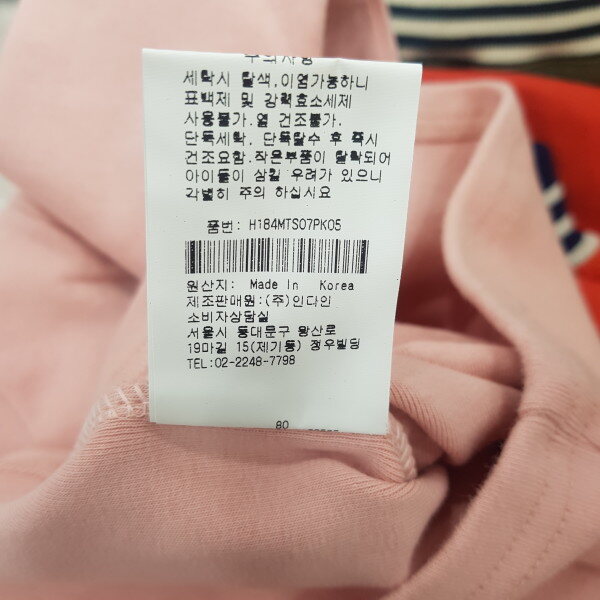 주의사항
세탁시 탈색.이염가능하니
표백제 및 강력효소세제
사용불가.열 건조불가.
단독세탁, 단독탈수 후 즉시
건조요함.작은부품이 탈락되어
아이들이 삼킬 우려가 있으니
각별히 주의 하십시요
품번: H184MTS07PK05
원산지: Made In Korea
제조판매원:(주)인다인
소비자상담실
서울시 동대문구 왕산로
19마길 15(제기동) 정우빌딩
TEL:02-2248-7798
80